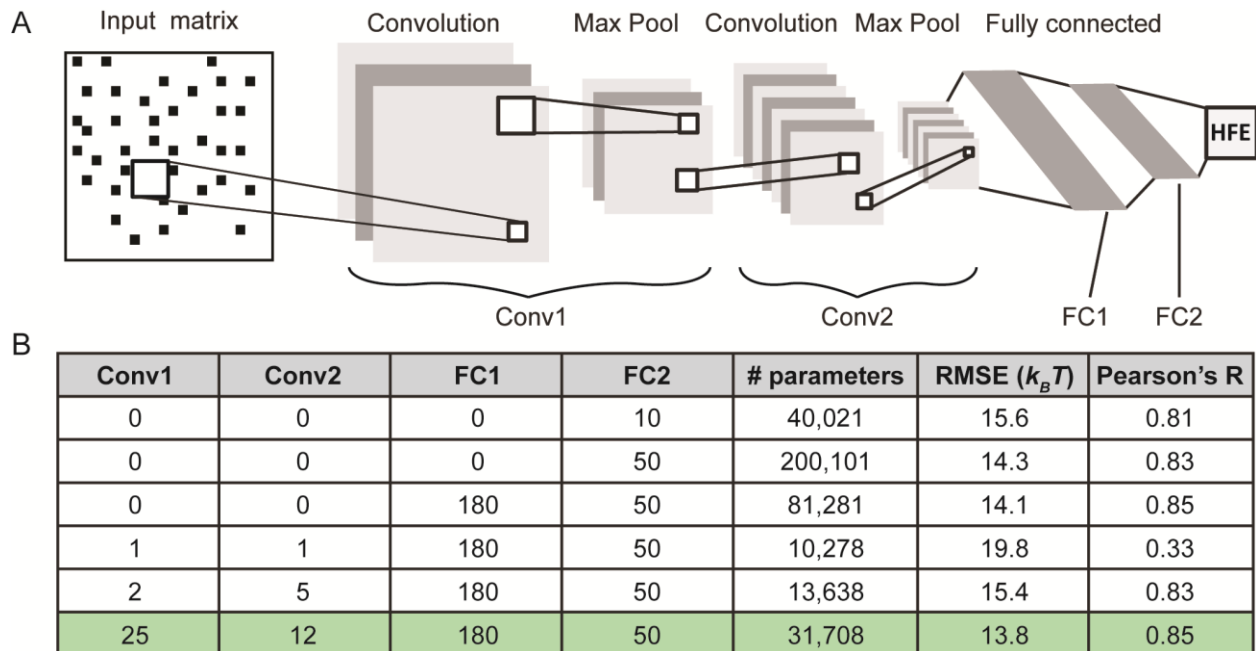 A
Input matrix
Convolution
Max Pool
Convolution
Max Pool
Fully connected
HFE
Conv1
Conv2
FC1
FC2
B
Conv1 Conv2 FC1 FC2 # parameters RMSE (kBT) Pearson's R
0 0 0 10 40,021 15.6 0.81
0 0 0 50 200,101 14.3 0.83
0 0 180 50 81,281 14.1 0.85
1 1 180 50 10,278 19.8 0.33
2 5 180 50 13,638 15.4 0.83
25 12 180 50 31,708 13.8 0.85